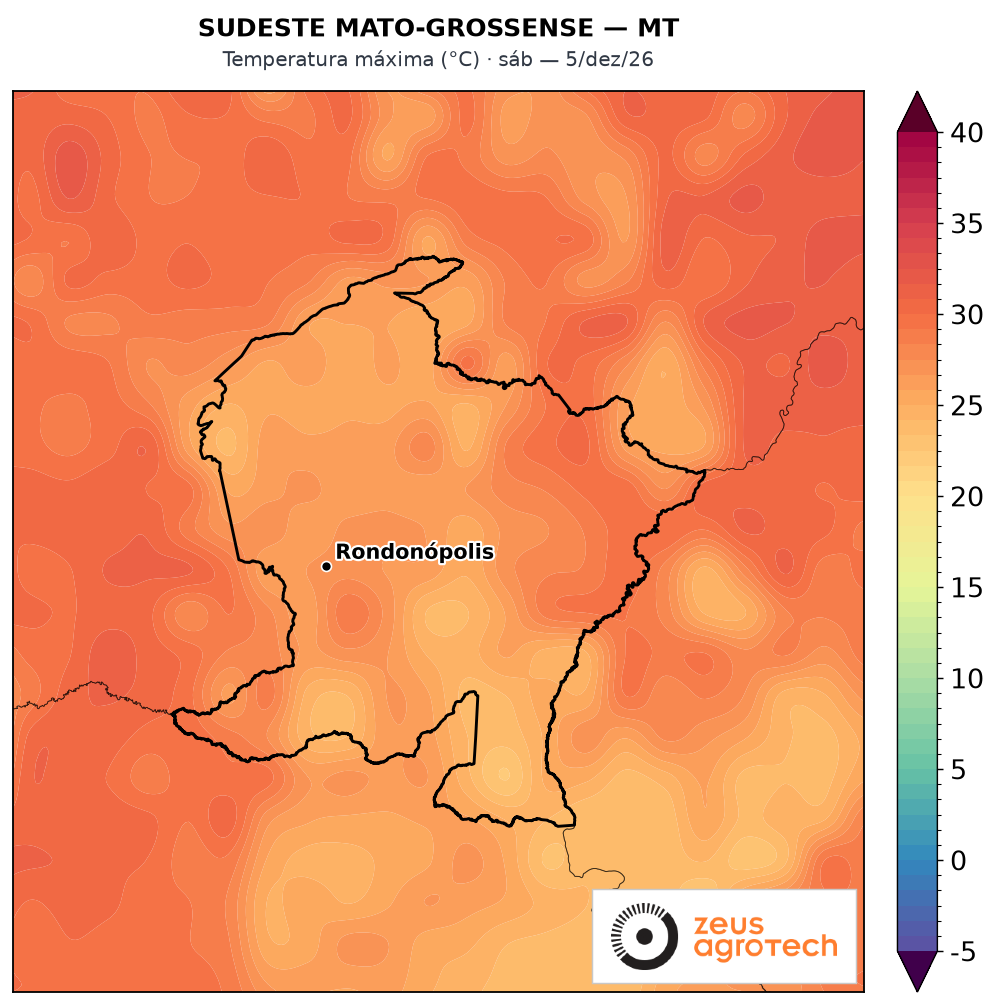 SUDESTE MATO-GROSSENSE — MT
Temperatura máxima (°C) · sáb — 5/dez/26
40
35
30
25
20
15
10
5
0
-5
Rondonópolis
zeus
agrotech